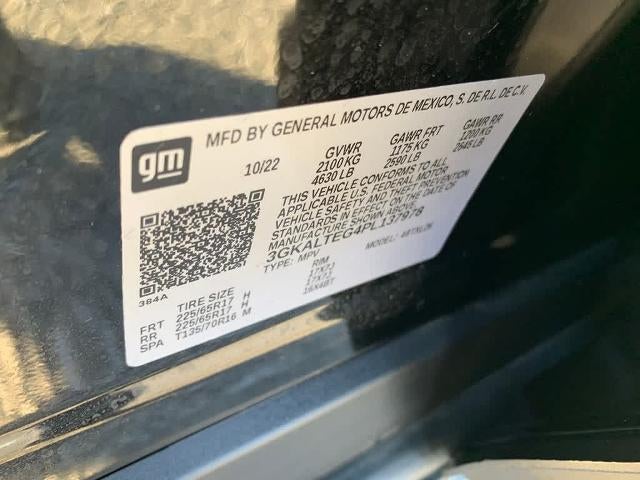 gm
MFD BY GENERAL MOTORS DE MEXICO, S. DE R.L. DE C.V.
10/22 GVWR GAWR FRT GAWR RR
2100 KG 1175 KG 1200 KG
4630 LB 2590 LB 2645 LB
THIS VEHICLE CONFORMS TO ALL
APPLICABLE U.S. FEDERAL MOTOR
VEHICLE SAFETY AND THEFT PREVENTION
STANDARDS IN EFFECT ON THE DATE OF
MANUFACTURE SHOWN ABOVE.
3GKALTEG4PL137978
TYPE: MPV MODEL:
384A
TIRE SIZE RIM
FRT 225/65R17 H 17X7J
RR 225/65R17 H 17X7J
SPA T135/70R16 M 16X4BT